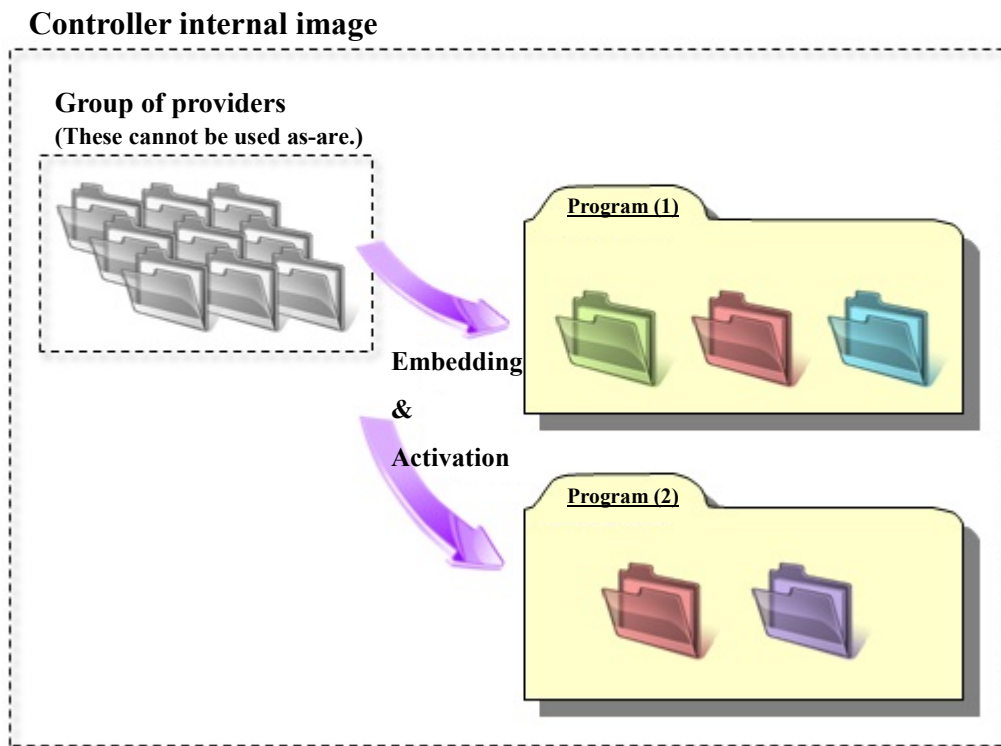 Controller internal image
Group of providers
(These cannot be used as-are.)
Program (1)
Embedding
&
Activation
Program (2)